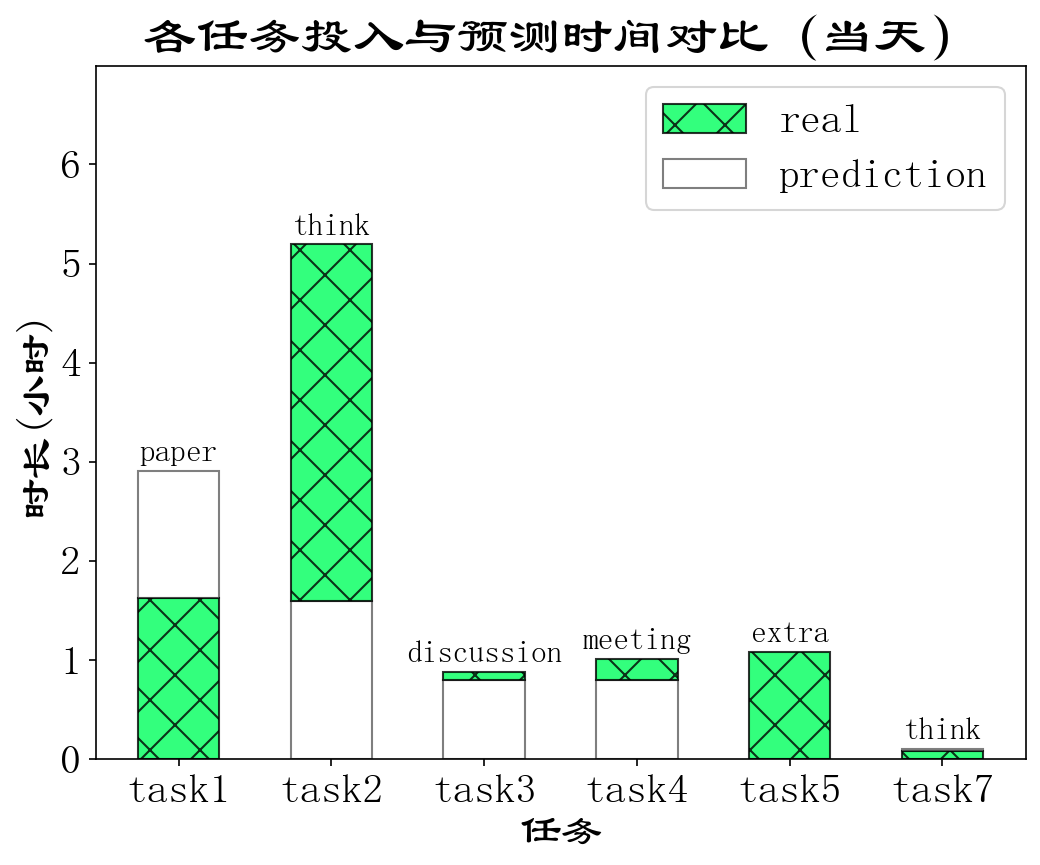 各任务投入与预测时间对比 (当天)
real
prediction
时长(小时)
6
5
4
3
2
1
0
paper
think
discussion
meeting
extra
think
task1 task2 task3 task4 task5 task7
任务